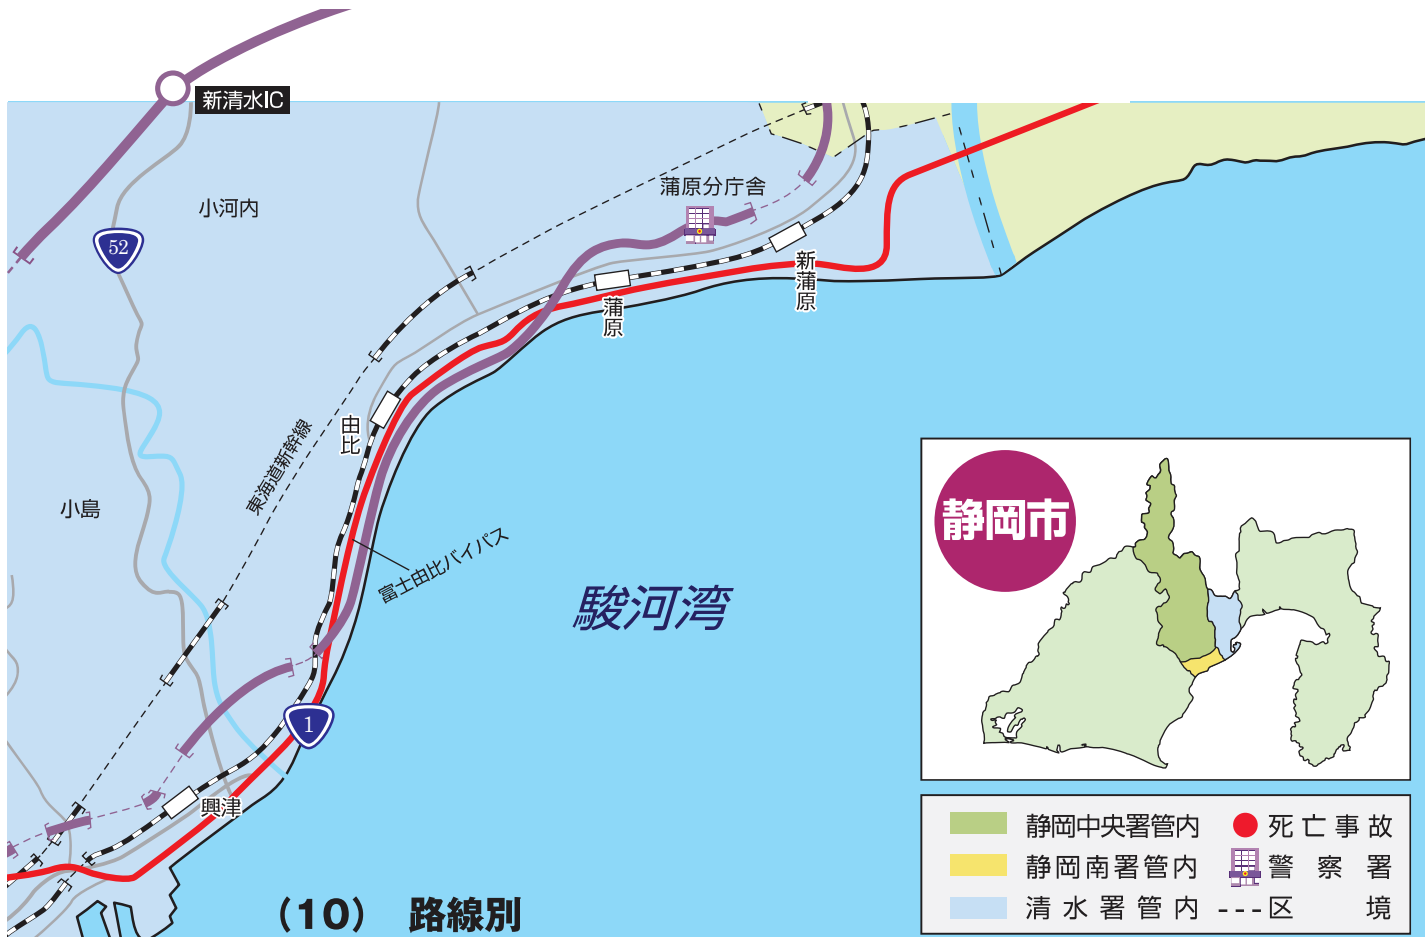 新清水IC
小河内
52
蒲原分庁舎
新蒲原
蒲原
由比
東海道新幹線
小島
富士由比バイパス
駿河湾
静岡市
1
興津
静岡中央署管内
死亡事故
静岡南署管内
警察署
清水署管内
区境
(10) 路線別